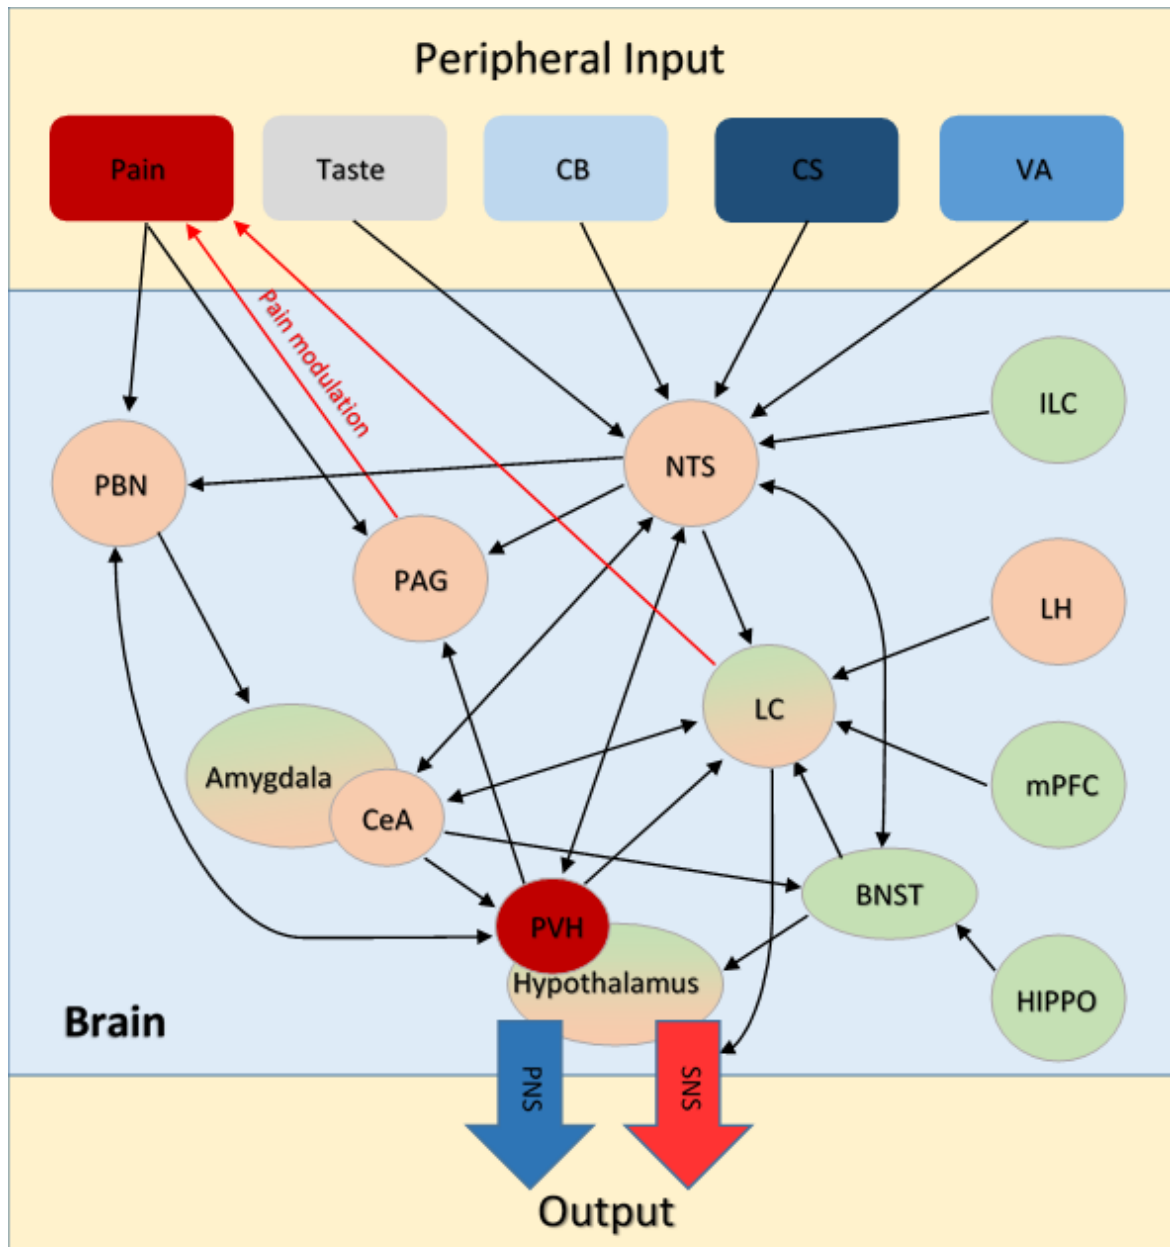 Peripheral Input
Pain
Taste
CB
CS
VA
Pain modulation
ILC
NTS
PBN
PAG
LH
LC
Amygdala
CeA
mPFC
BNST
PVH
Hypothalamus
HIPPO
Brain
PNS
SNS
Output